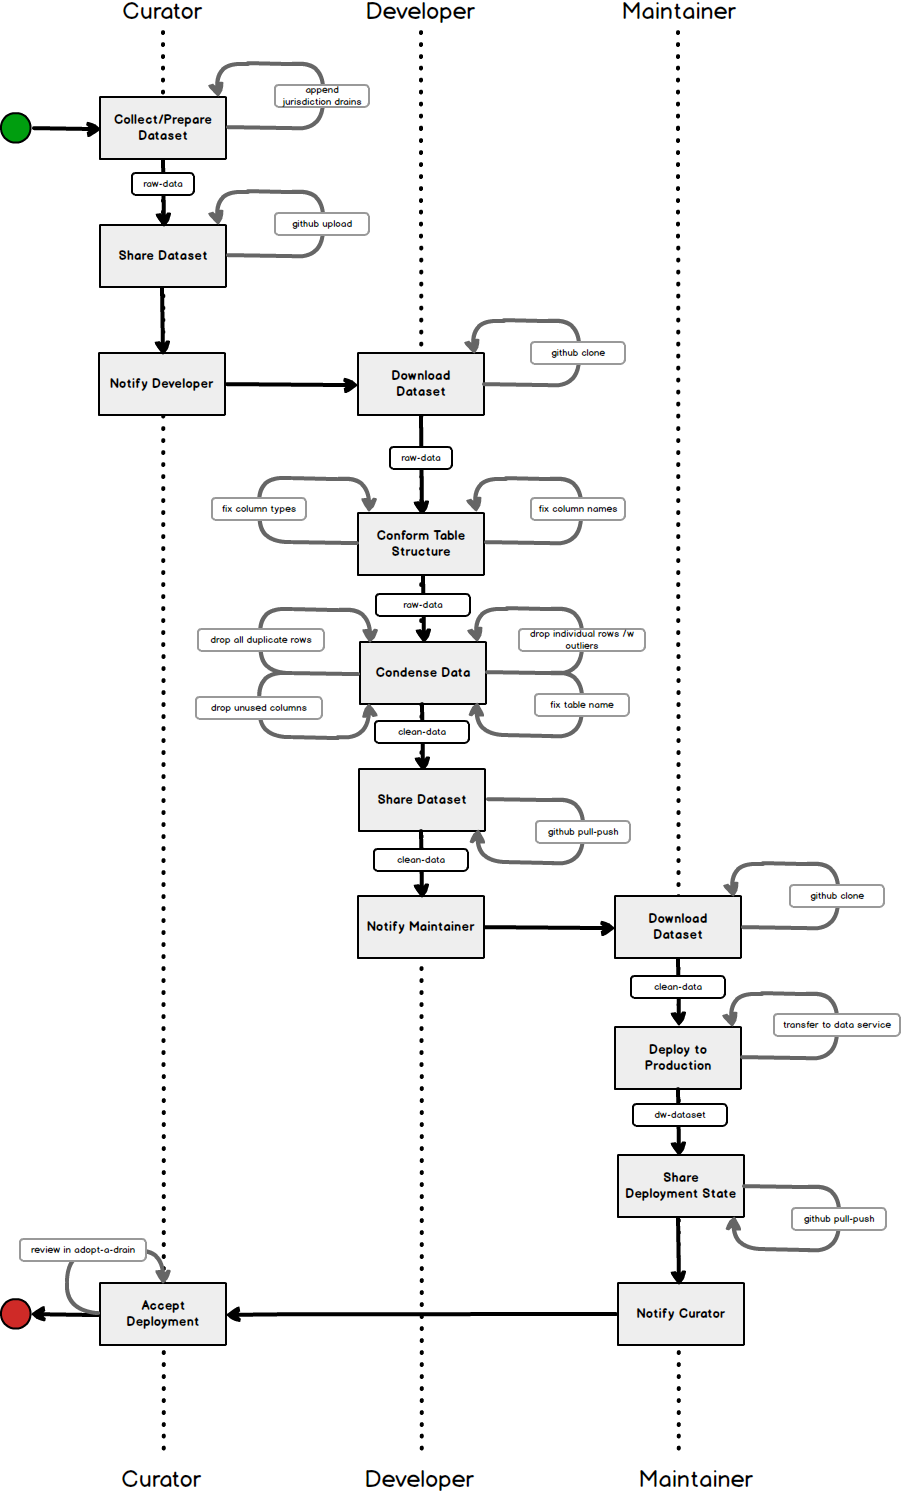 Curator
Developer
Maintainer
append
jurisdiction drains
Collect/Prepare
Dataset
raw-data
github upload
Share Dataset
github clone
Notify Developer
Download
Dataset
raw-data
fix column types
fix column names
Conform Table
Structure
raw-data
drop all duplicate rows
drop individual rows /w
outliers
Condense Data
drop unused columns
fix table name
clean-data
Share Dataset
github pull-push
clean-data
github clone
Notify Maintainer
Download
Dataset
clean-data
transfer to data service
Deploy to
Production
dw-dataset
Share
Deployment State
github pull-push
review in adopt-a-drain
Accept
Deployment
Notify Curator
Curator
Developer
Maintainer